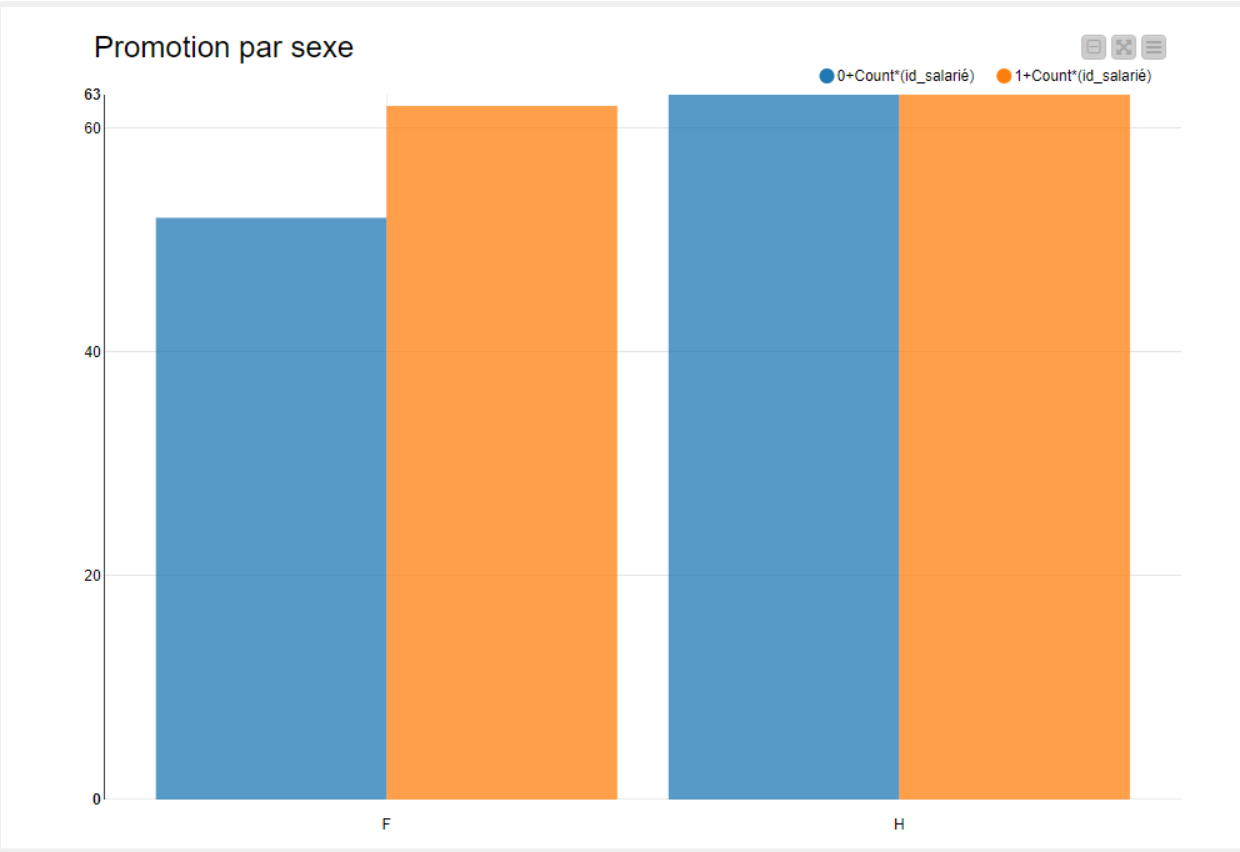 Promotion par sexe
0+Count*(id_salarié) 1+Count*(id_salarié)
63
60
40
20
0
F H